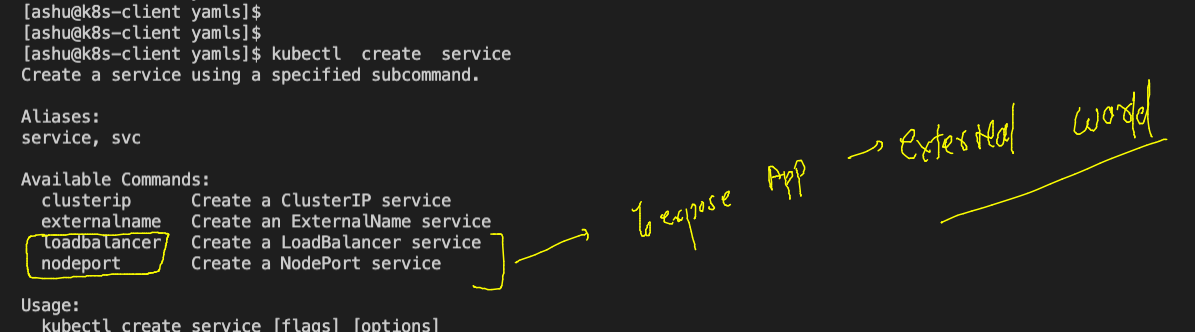 [ashu@k8s-client yamls]$
[ashu@k8s-client yamls]$
[ashu@k8s-client yamls]$ kubectl  create  service
Create a service using a specified subcommand.
Aliases:
service, svc
Available Commands:
clusterip      Create a ClusterIP service
externalname   Create an ExternalName service
loadbalancer   Create a LoadBalancer service
nodeport       Create a NodePort service
to expose App → external world
Usage:
kubectl create service [flags] [options]